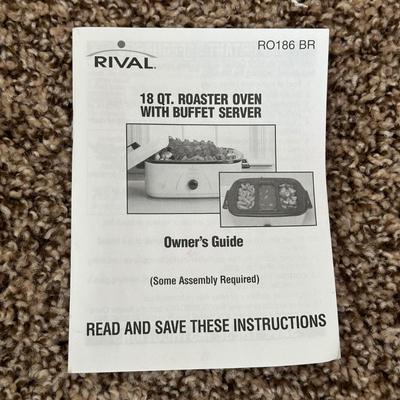 RO186 BR
RIVAL
18 QT. ROASTER OVEN
WITH BUFFET SERVER
Owner's Guide
(Some Assembly Required)
READ AND SAVE THESE INSTRUCTIONS